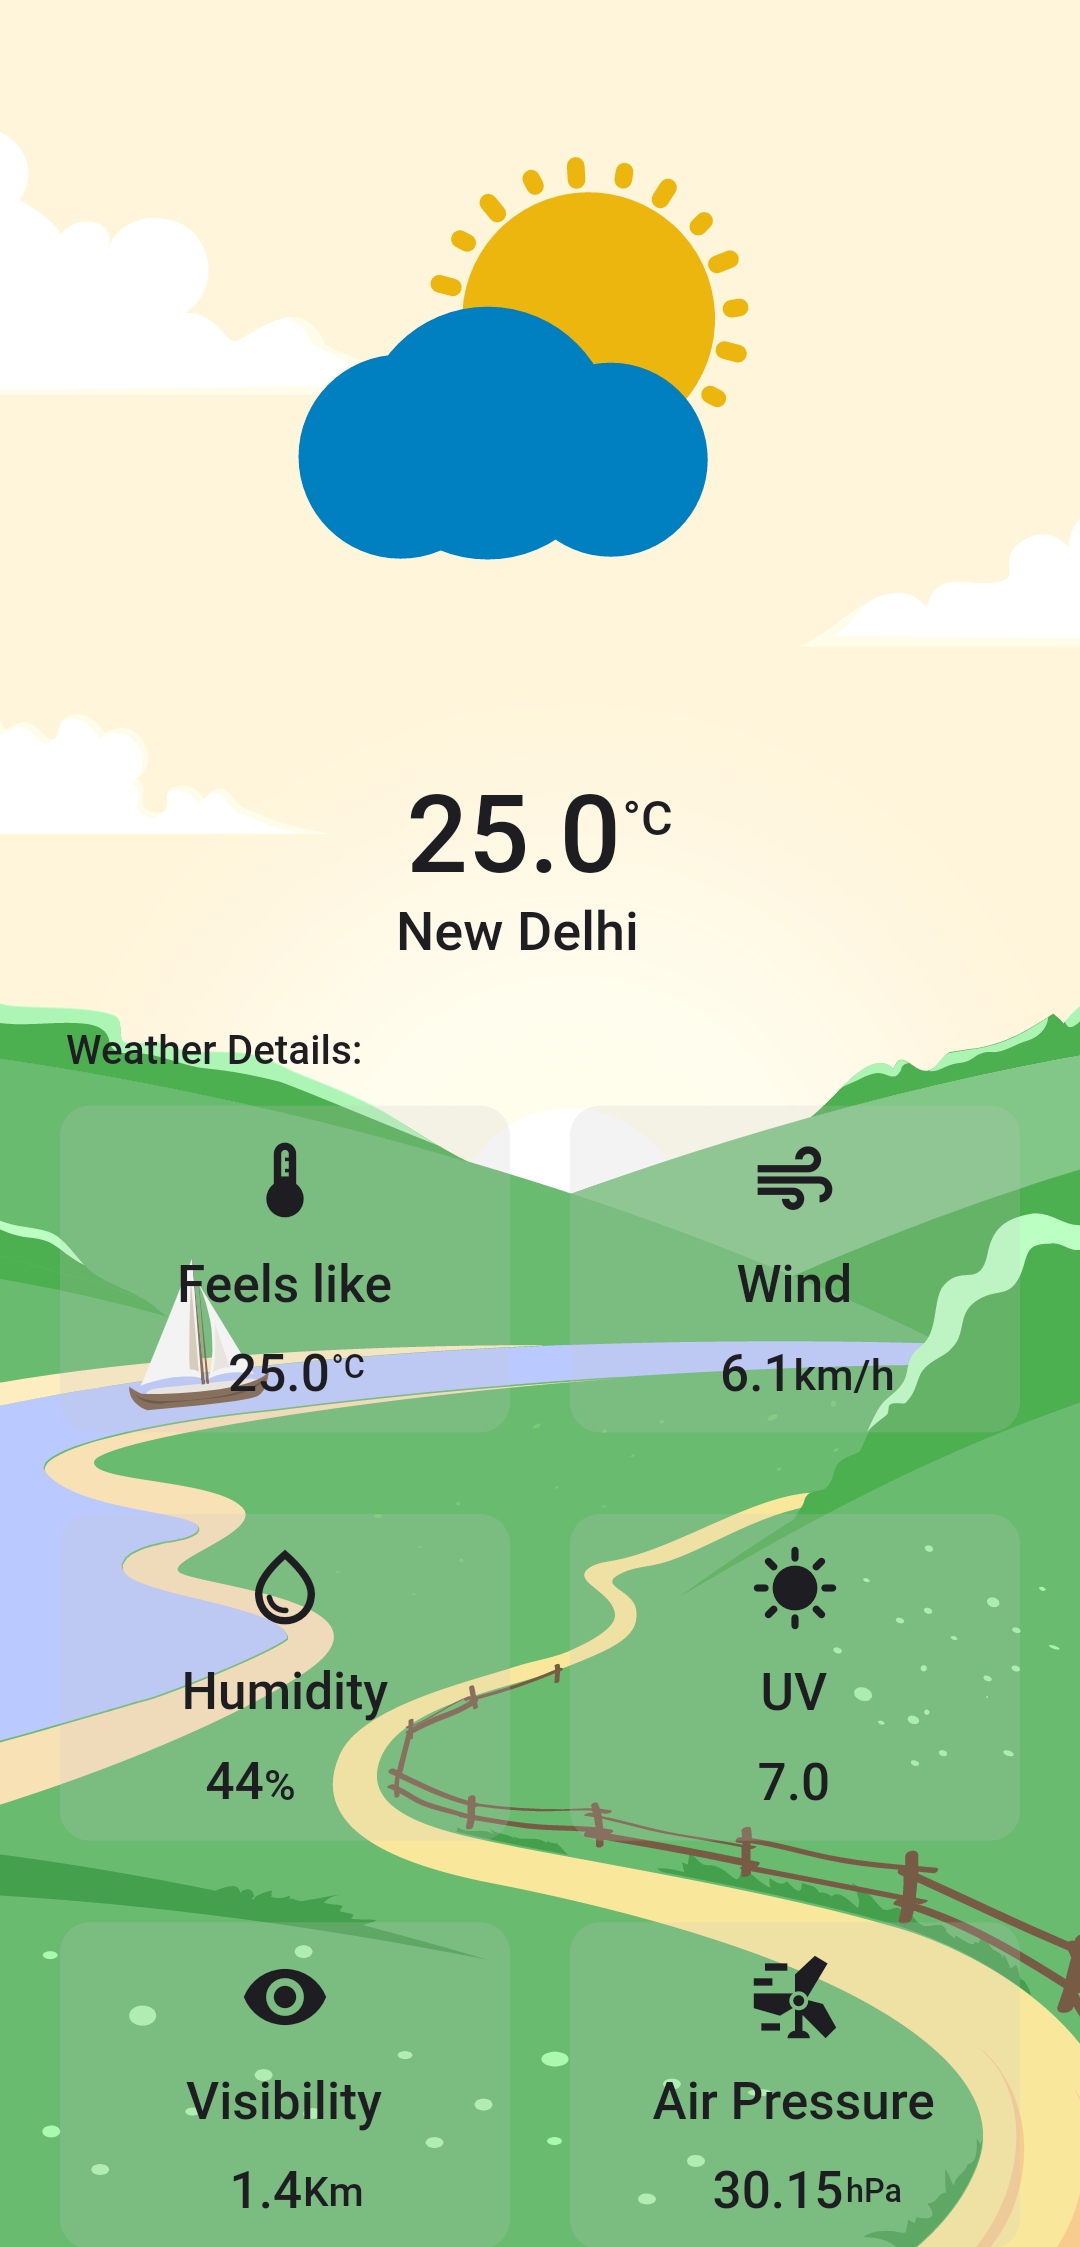 25.0°C
New Delhi
Weather Details:
Feels like
25.0°C
Wind
6.1km/h
Humidity
44%
UV
7.0
Visibility
1.4Km
Air Pressure
30.15hPa